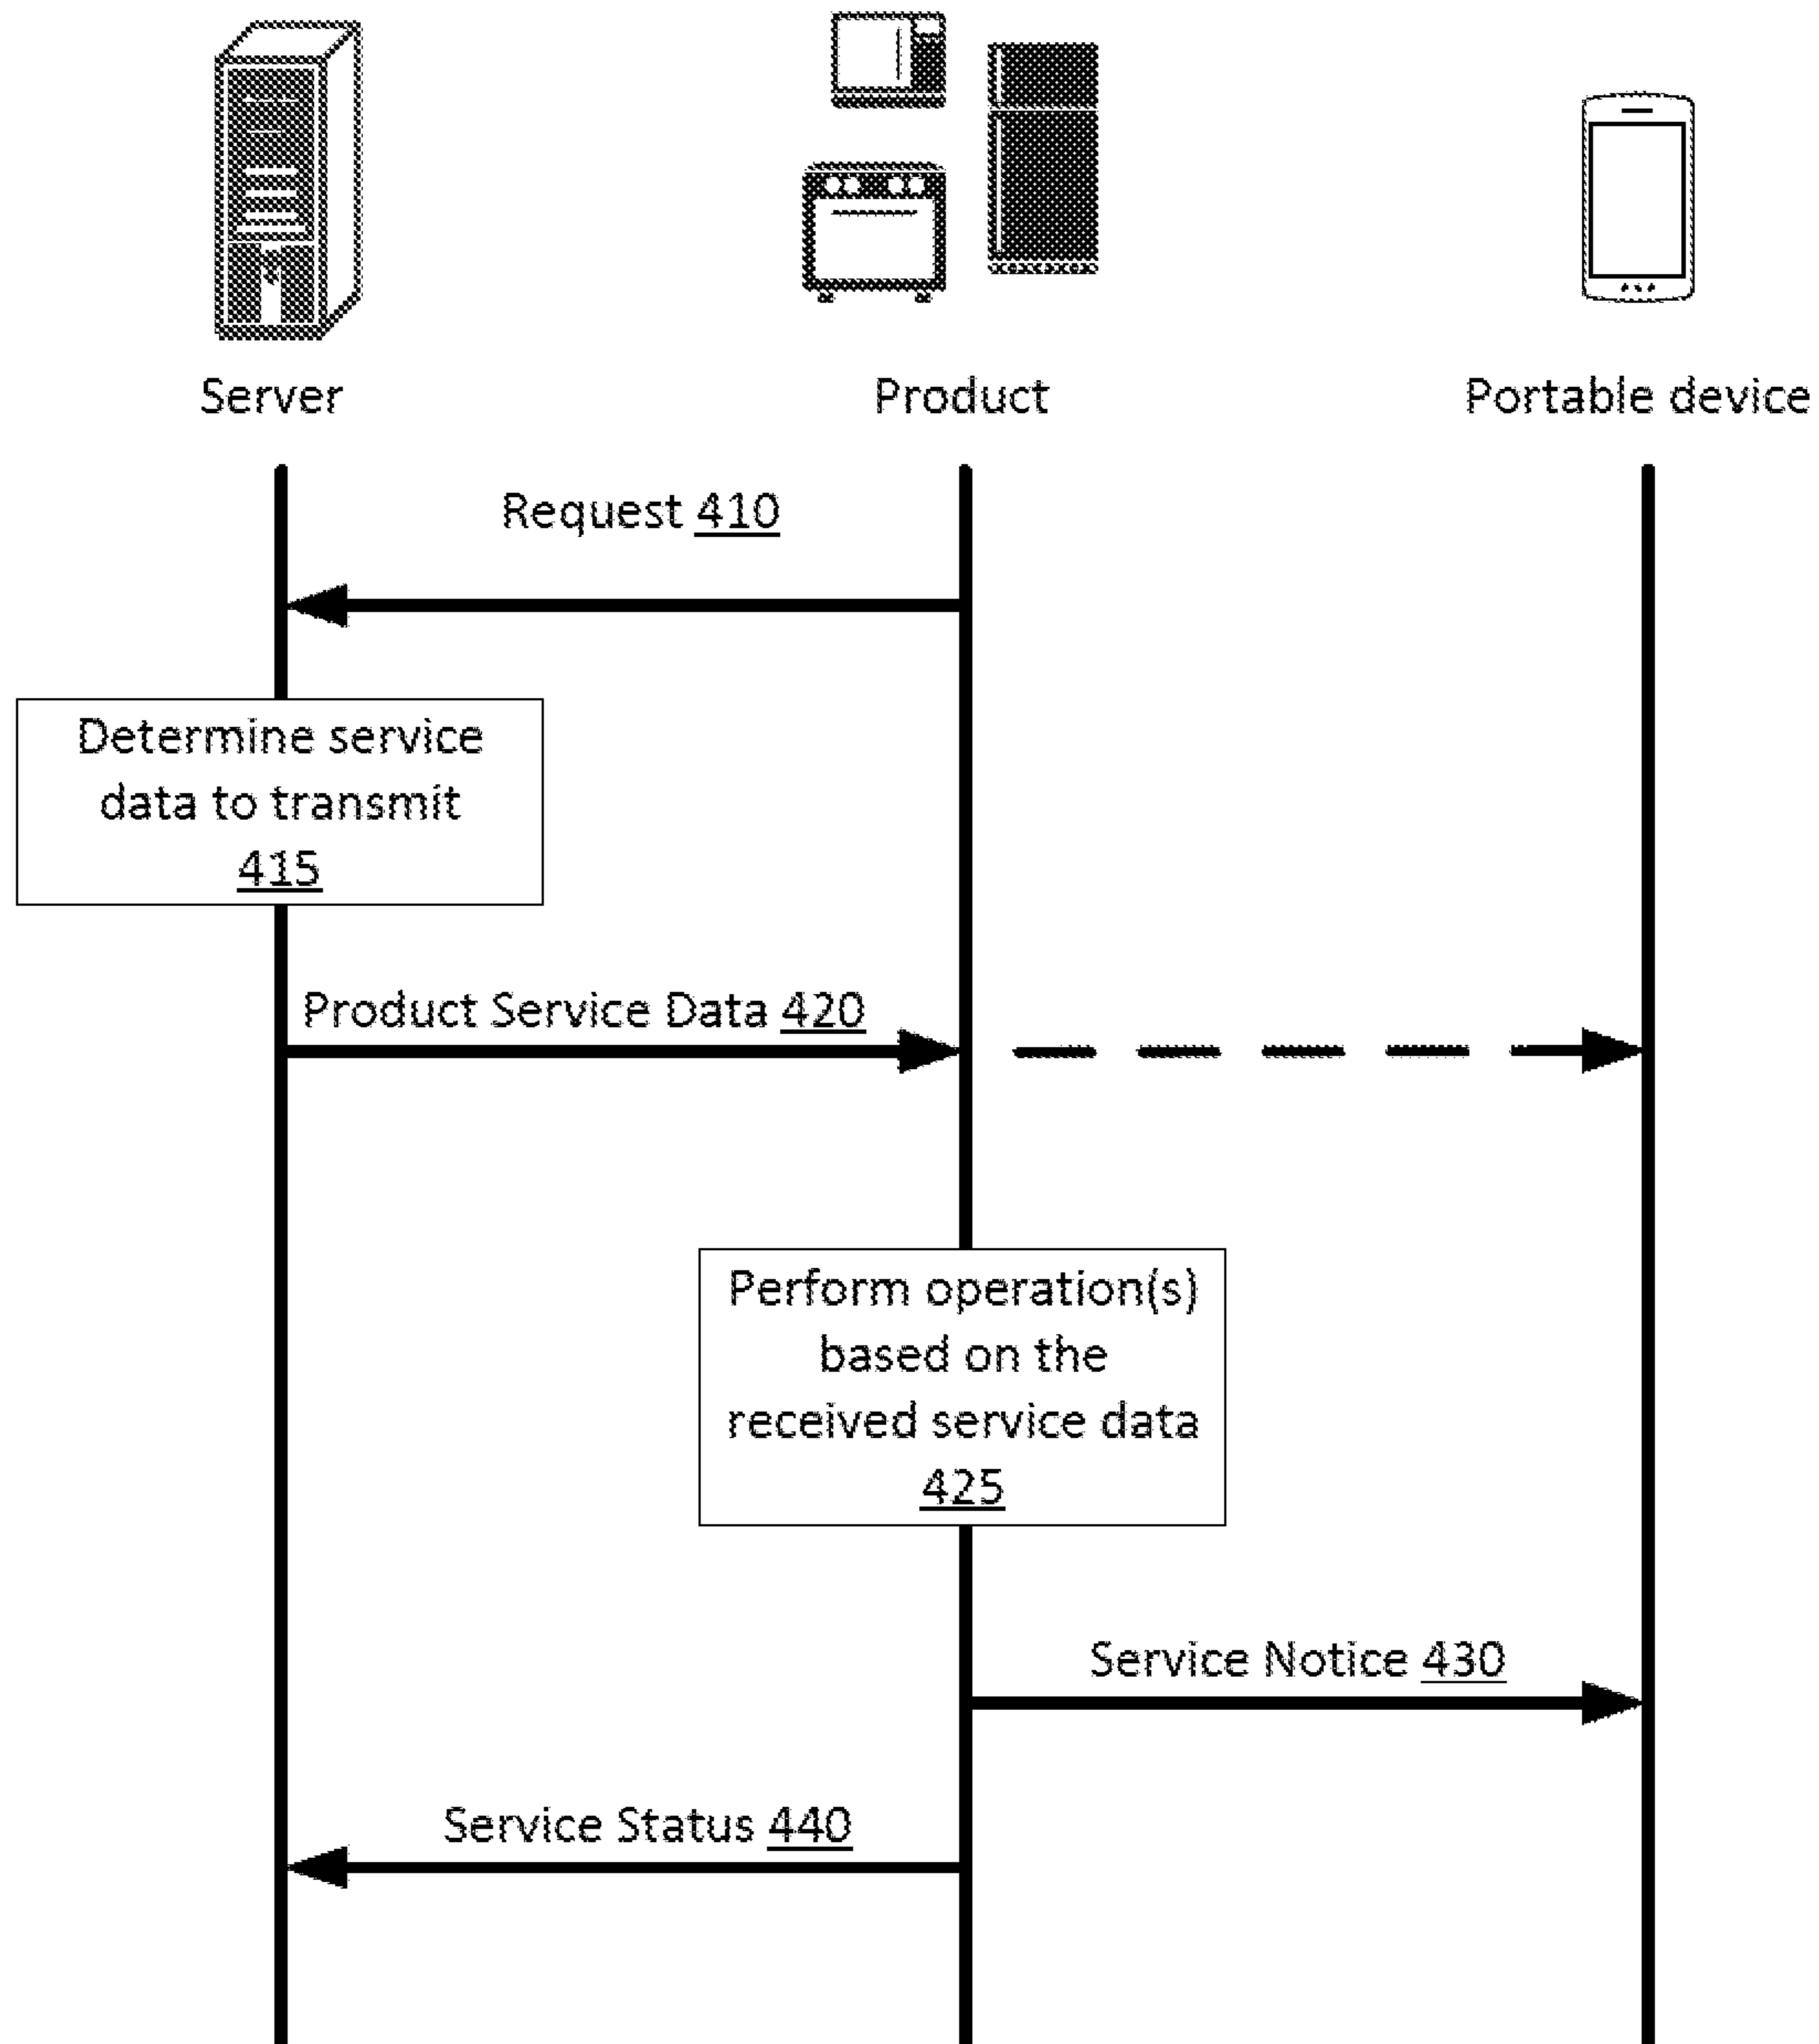 Server
Product
Portable device
Request 410
Determine service
data to transmit
415
Product Service Data 420
Perform operation(s)
based on the
received service data
425
Service Notice 430
Service Status 440